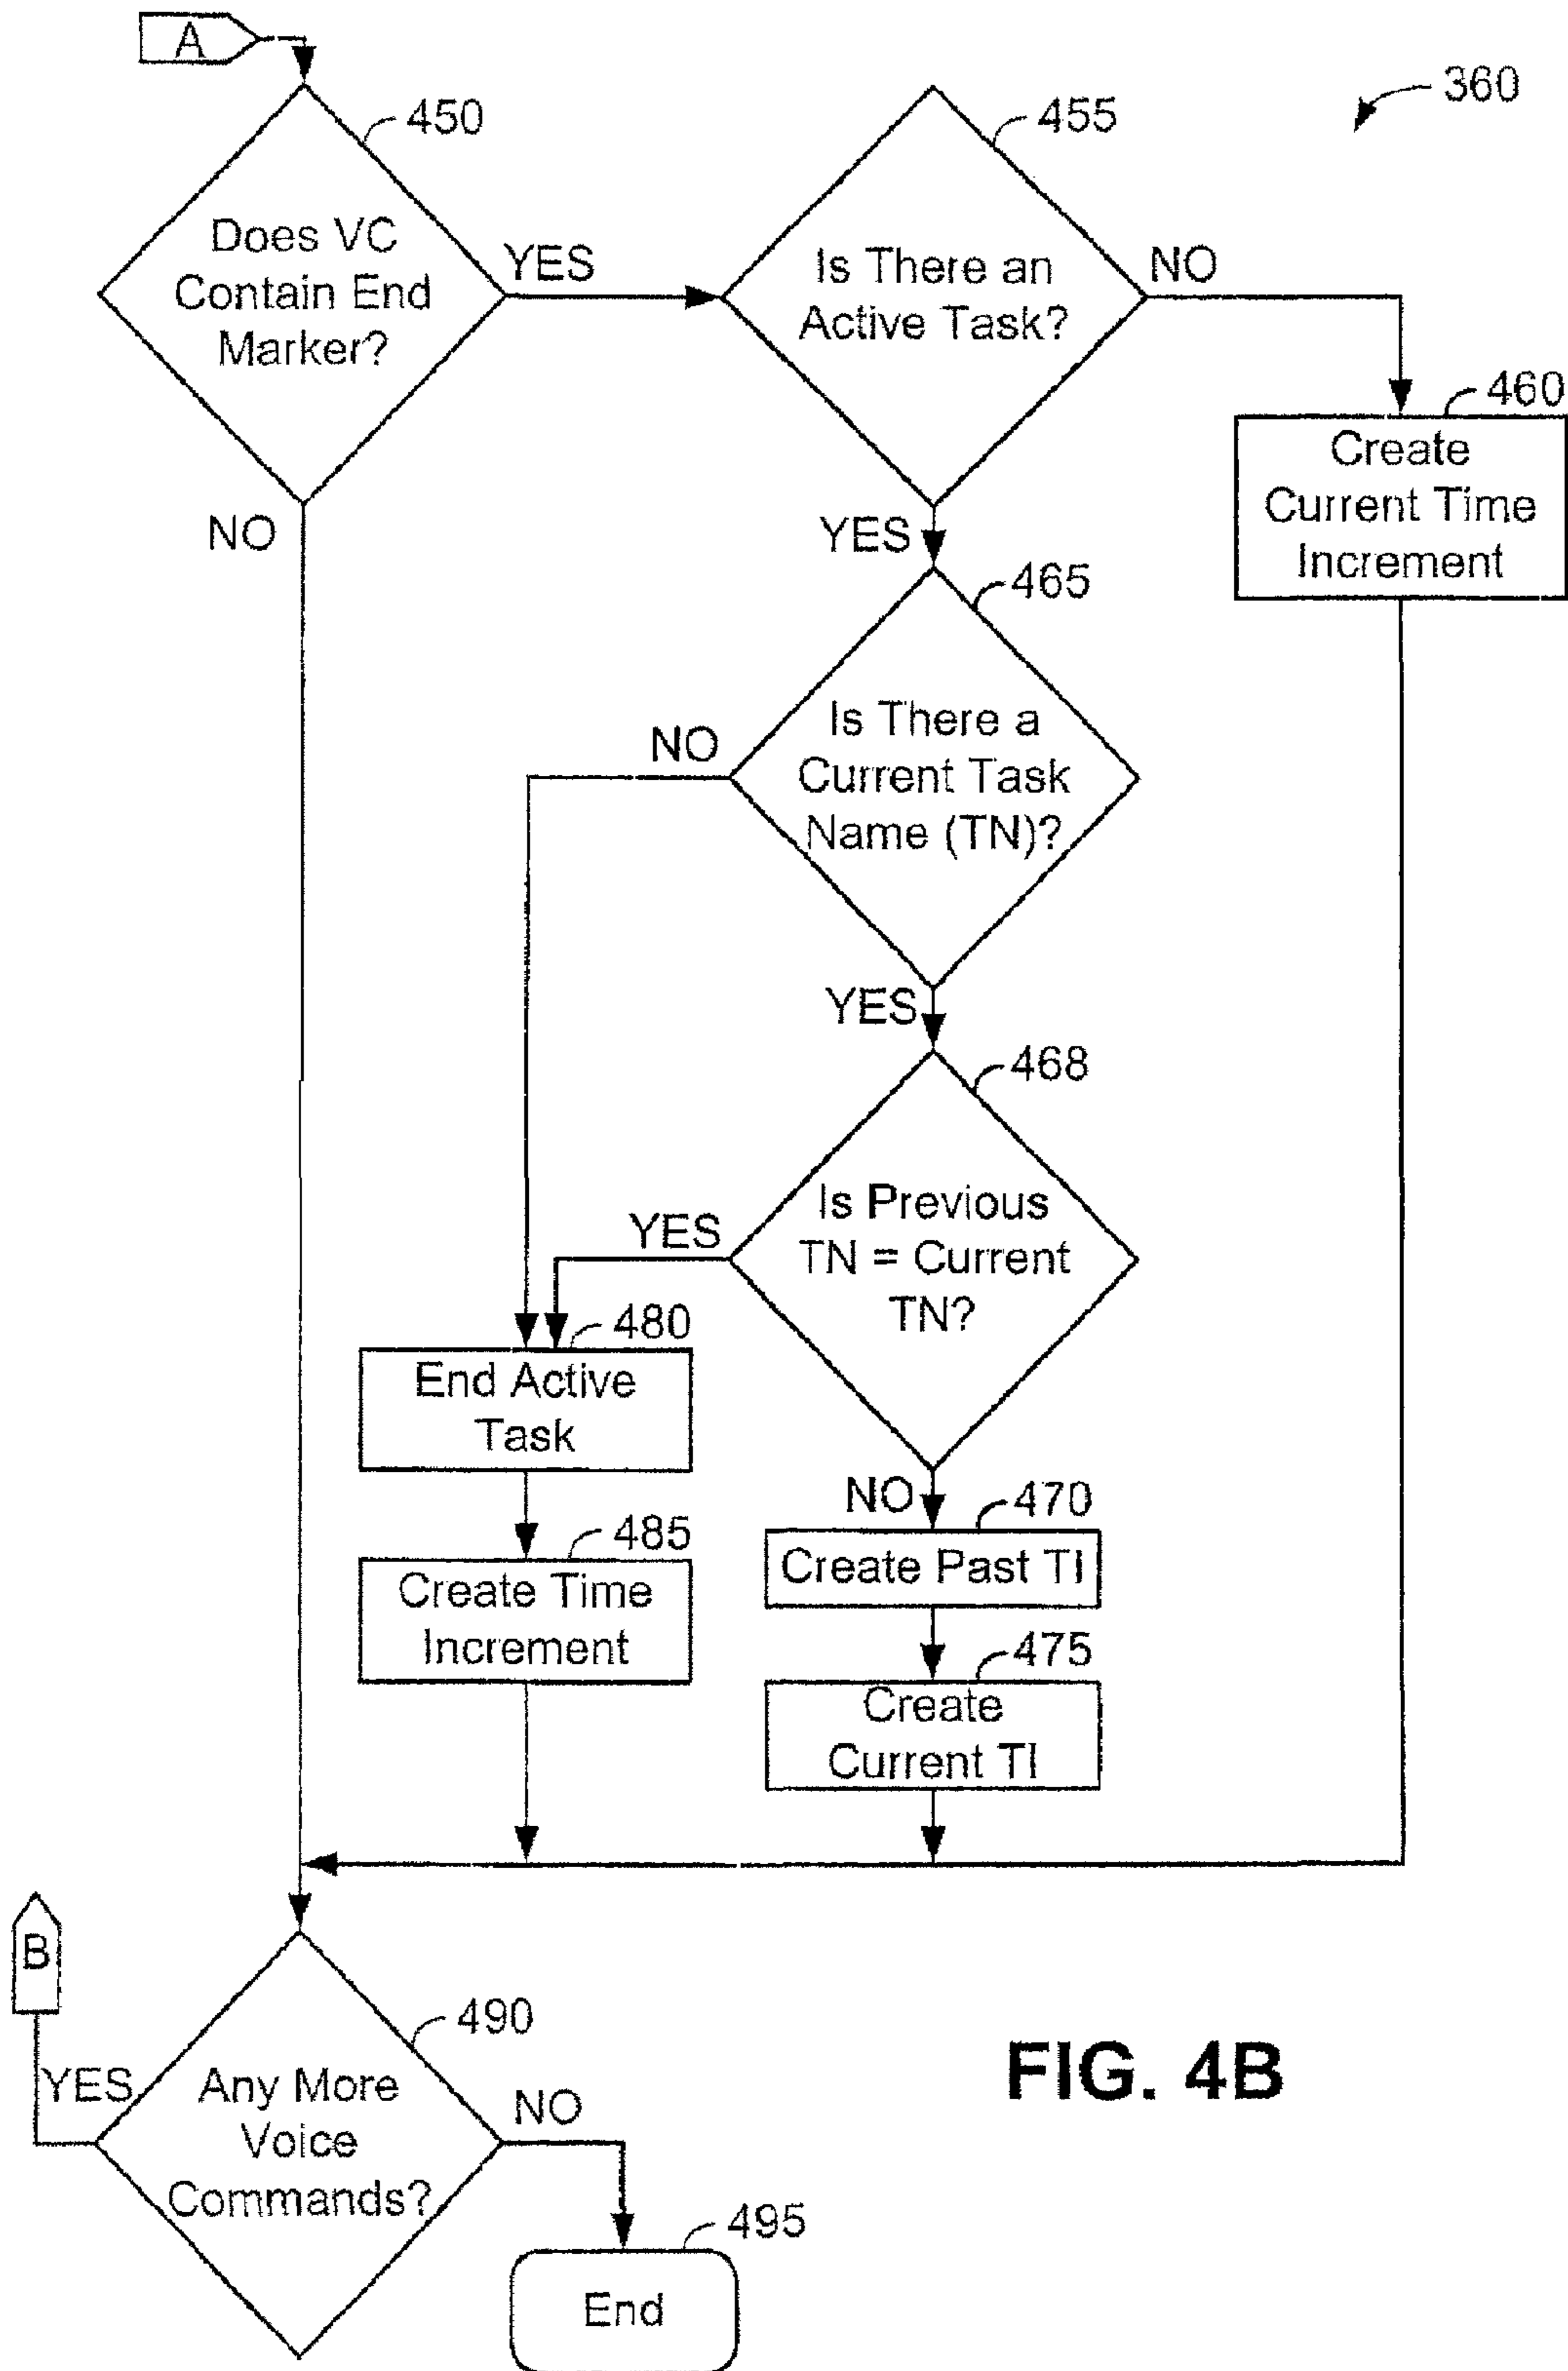 A
360
450
Does VC
Contain End
Marker?
YES
NO
455
Is There an
Active Task?
NO
YES
460
Create
Current Time
Increment
465
Is There a
Current Task
Name (TN)?
NO
YES
468
Is Previous
TN = Current
TN?
YES
NO
480
End Active
Task
485
Create Time
Increment
470
Create Past TI
475
Create
Current TI
B
490
Any More
Voice
Commands?
YES
NO
495
End
FIG. 4B